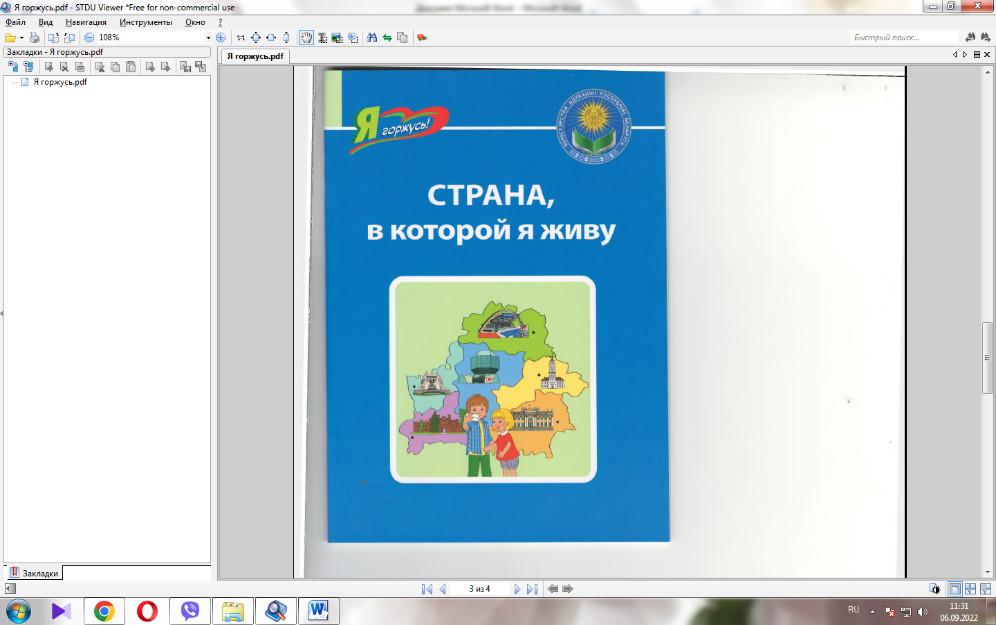 Я горжусь.pdf - STDU Viewer *Free for non-commercial use
Файл Вид Навигация Инструменты Окно ?
108%
1:1
Быстрый поиск...
Закладки - Я горжусь.pdf
Я горжусь.pdf
Я горжусь.pdf
Я горжусь!
СТРАНА,
в которой я живу
Закладки
3 из 4
RU
11:31
06.09.2022